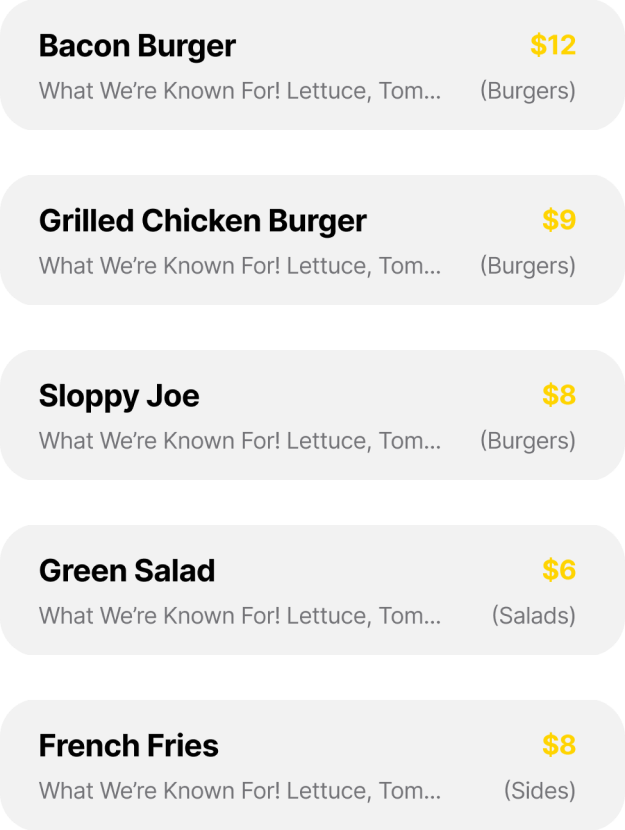 Bacon Burger $12
What We’re Known For! Lettuce, Tom... (Burgers)
Grilled Chicken Burger $9
What We’re Known For! Lettuce, Tom... (Burgers)
Sloppy Joe $8
What We’re Known For! Lettuce, Tom... (Burgers)
Green Salad $6
What We’re Known For! Lettuce, Tom... (Salads)
French Fries $8
What We’re Known For! Lettuce, Tom... (Sides)